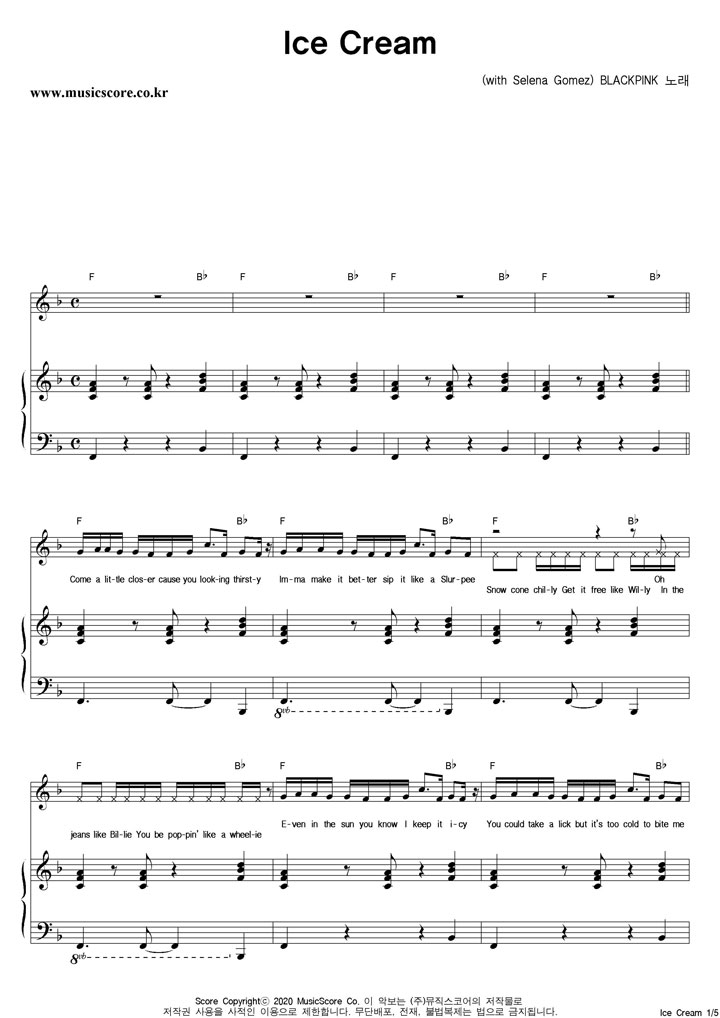 Ice Cream
(with Selena Gomez) BLACKPINK 노래
www.musicscore.co.kr
F B♭ F B♭ F B♭ F B♭
F B♭ F B♭ F B♭
Come a lit-tle clos-er cause you look-ing thirst-y Im-ma make it bet-ter sip it like a Slur-pee Oh
Snow cone chil-ly Get it free like Wil-ly In the
8vb
F B♭ F B♭ F B♭
jeans like Bil-lie You be pop-pin' like a wheel-ie E-ven in the sun you know I keep it i-cy You could take a lick but it's too cold to bite me
8vb
Score Copyrightⓒ 2020 MusicScore Co. 이 악보는 (주)뮤직스코어의 저작물로
저작권 사용을 사적인 이용으로 제한합니다. 무단배포, 전재, 불법복제는 법으로 금지됩니다.
Ice Cream 1/5